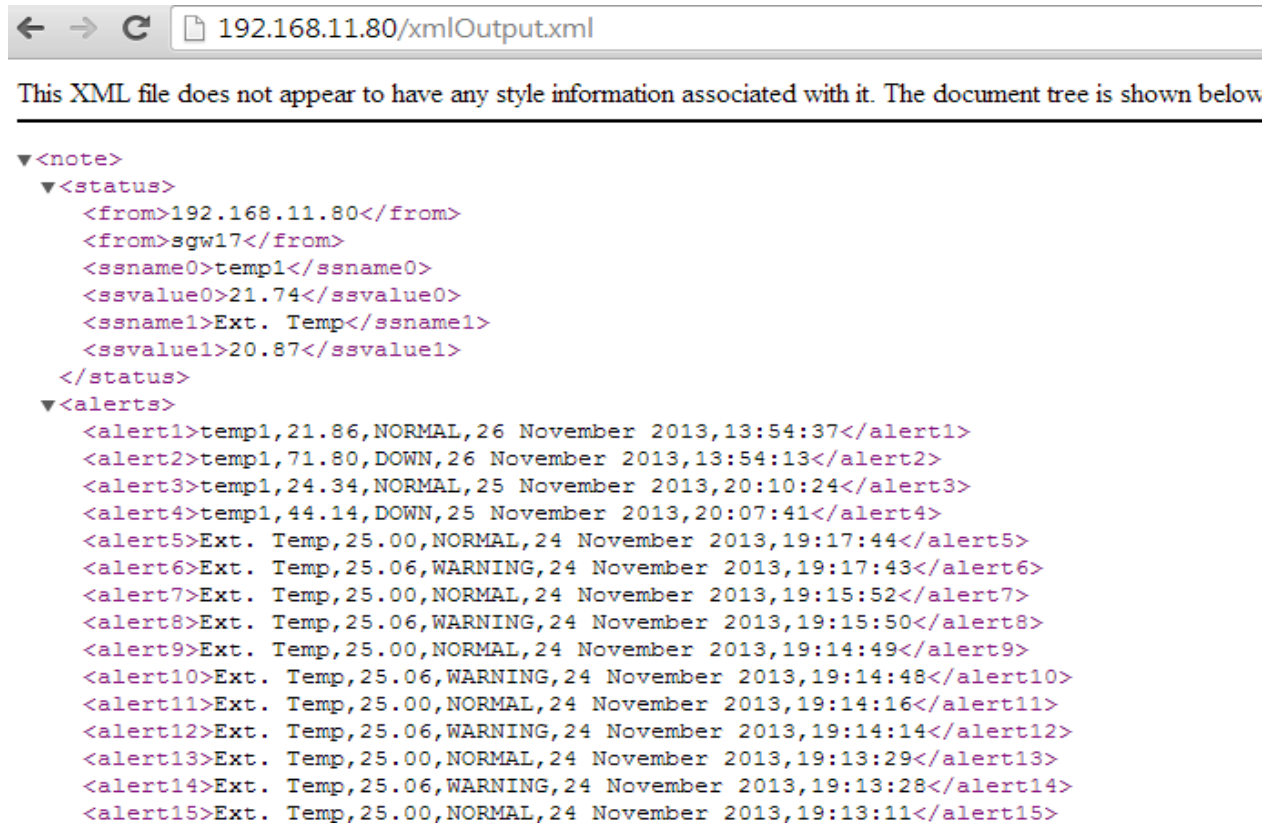 192.168.11.80/xmlOutput.xml
This XML file does not appear to have any style information associated with it. The document tree is shown below
▼<note>
▼<status>
<from>192.168.11.80</from>
<from>sgw17</from>
<ssname0>temp1</ssname0>
<ssvalue0>21.74</ssvalue0>
<ssname1>Ext. Temp</ssname1>
<ssvalue1>20.87</ssvalue1>
</status>
▼<alerts>
<alert1>temp1,21.86,NORMAL,26 November 2013,13:54:37</alert1>
<alert2>temp1,71.80,DOWN,26 November 2013,13:54:13</alert2>
<alert3>temp1,24.34,NORMAL,25 November 2013,20:10:24</alert3>
<alert4>temp1,44.14,DOWN,25 November 2013,20:07:41</alert4>
<alert5>Ext. Temp,25.00,NORMAL,24 November 2013,19:17:44</alert5>
<alert6>Ext. Temp,25.06,WARNING,24 November 2013,19:17:43</alert6>
<alert7>Ext. Temp,25.00,NORMAL,24 November 2013,19:15:52</alert7>
<alert8>Ext. Temp,25.06,WARNING,24 November 2013,19:15:50</alert8>
<alert9>Ext. Temp,25.00,NORMAL,24 November 2013,19:14:49</alert9>
<alert10>Ext. Temp,25.06,WARNING,24 November 2013,19:14:48</alert10>
<alert11>Ext. Temp,25.00,NORMAL,24 November 2013,19:14:16</alert11>
<alert12>Ext. Temp,25.06,WARNING,24 November 2013,19:14:14</alert12>
<alert13>Ext. Temp,25.00,NORMAL,24 November 2013,19:13:29</alert13>
<alert14>Ext. Temp,25.06,WARNING,24 November 2013,19:13:28</alert14>
<alert15>Ext. Temp,25.00,NORMAL,24 November 2013,19:13:11</alert15>